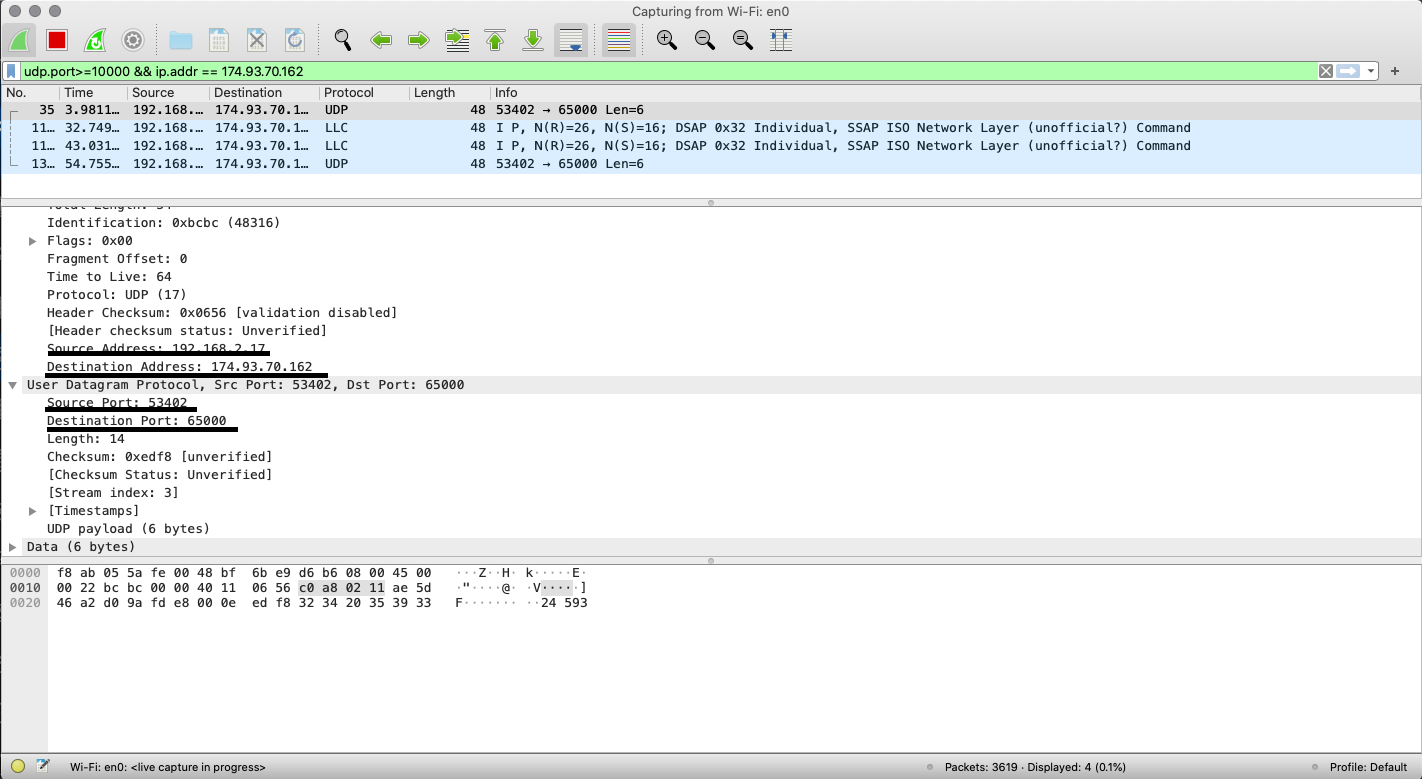 Capturing from Wi-Fi: en0
udp.port>=10000 && ip.addr == 174.93.70.162
No. Time Source Destination Protocol Length Info
35 3.9811… 192.168.… 174.93.70.1… UDP 48 53402 → 65000 Len=6
11… 32.749… 192.168.… 174.93.70.1… LLC 48 I P, N(R)=26, N(S)=16; DSAP 0x32 Individual, SSAP ISO Network Layer (unofficial?) Command
11… 43.031… 192.168.… 174.93.70.1… LLC 48 I P, N(R)=26, N(S)=16; DSAP 0x32 Individual, SSAP ISO Network Layer (unofficial?) Command
13… 54.755… 192.168.… 174.93.70.1… UDP 48 53402 → 65000 Len=6
Identification: 0xbcbc (48316)
Flags: 0x00
Fragment Offset: 0
Time to Live: 64
Protocol: UDP (17)
Header Checksum: 0x0656 [validation disabled]
[Header checksum status: Unverified]
Source Address: 192.168.2.17
Destination Address: 174.93.70.162
User Datagram Protocol, Src Port: 53402, Dst Port: 65000
Source Port: 53402
Destination Port: 65000
Length: 14
Checksum: 0xedf8 [unverified]
[Checksum Status: Unverified]
[Stream index: 3]
[Timestamps]
UDP payload (6 bytes)
Data (6 bytes)
0000 f8 ab 05 5a fe 00 48 bf 6b e9 d6 b6 08 00 45 00 ···Z··H· k·····E·
0010 00 22 bc bc 00 00 40 11 06 56 c0 a8 02 11 ae 5d ·"····@· ·V·····]
0020 46 a2 d0 9a fd e8 00 0e ed f8 32 34 20 35 39 33 F······· ··24 593
Wi-Fi: en0: <live capture in progress> Packets: 3619 · Displayed: 4 (0.1%) Profile: Default